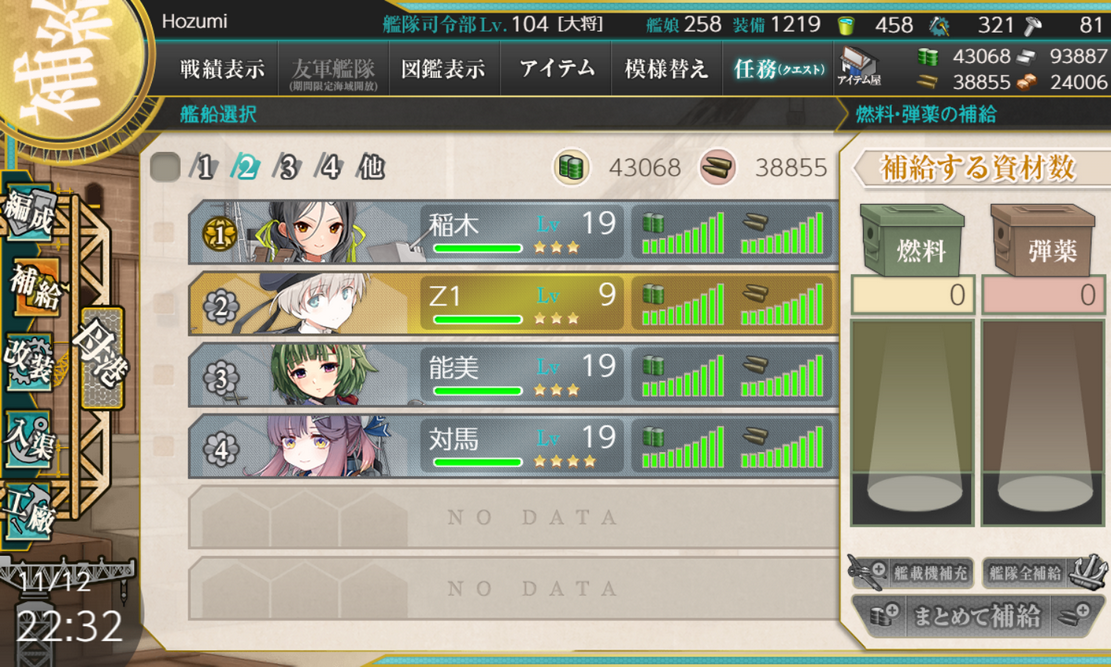 補給
Hozumi
艦隊司令部Lv. 104 [大将]
艦娘 258 装備 1219
458
321
81
戦績表示
友軍艦隊
(期間限定海域開放)
図鑑表示
アイテム
模様替え
任務(クエスト)
アイテム屋
43068 93887
38855 24006
艦船選択
燃料・弾薬の補給
1 2 3 4 他
43068 38855
補給する資材数
編成
補給
改装
入渠
工廠
母港
1 稲木 Lv 19
2 Z1 Lv 9
3 能美 Lv 19
4 対馬 Lv 19
NO DATA
NO DATA
燃料 弾薬
0 0
艦載機補充 艦隊全補給
まとめて補給
11/12
22:32